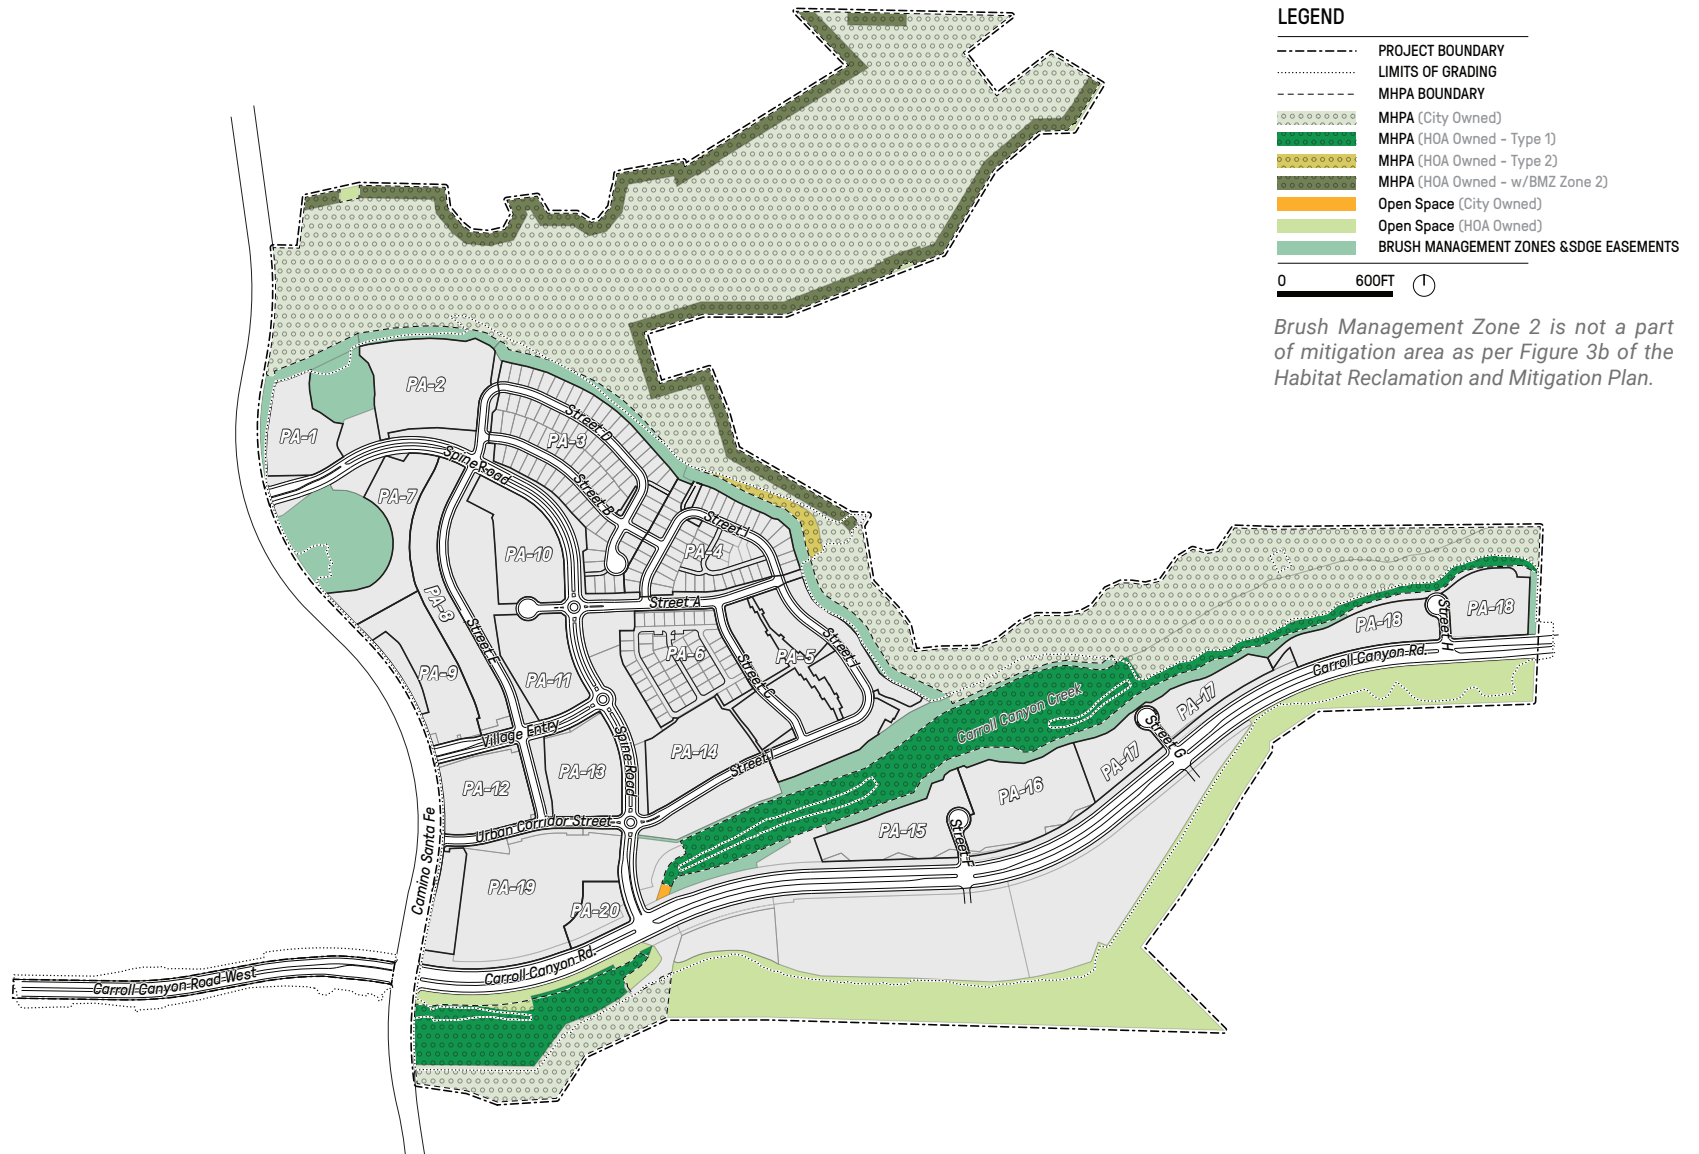 LEGEND
PROJECT BOUNDARY
LIMITS OF GRADING
MHPA BOUNDARY
MHPA (City Owned)
MHPA (HOA Owned - Type 1)
MHPA (HOA Owned - Type 2)
MHPA (HOA Owned - w/BMZ Zone 2)
Open Space (City Owned)
Open Space (HOA Owned)
BRUSH MANAGEMENT ZONES &SDGE EASEMENTS
0 600FT
Brush Management Zone 2 is not a part
of mitigation area as per Figure 3b of the
Habitat Reclamation and Mitigation Plan.
PA-2
PA-1
Street D
PA-3
Spine Road
Street B
PA-7
Street J
PA-4
PA-10
PA-8
Street A
Street E
PA-6
PA-5
Street I
Street C
PA-9
PA-11
Village Entry
Spine Road
PA-14
Street I
PA-13
PA-12
Urban Corridor Street
Camino Santa Fe
PA-19
PA-20
Carroll Canyon Rd.
Carroll Canyon Road West
Carroll Canyon Creek
PA-15
Street F
PA-16
PA-17
Street G
PA-17
Carroll Canyon Rd.
PA-18
Street H
PA-18